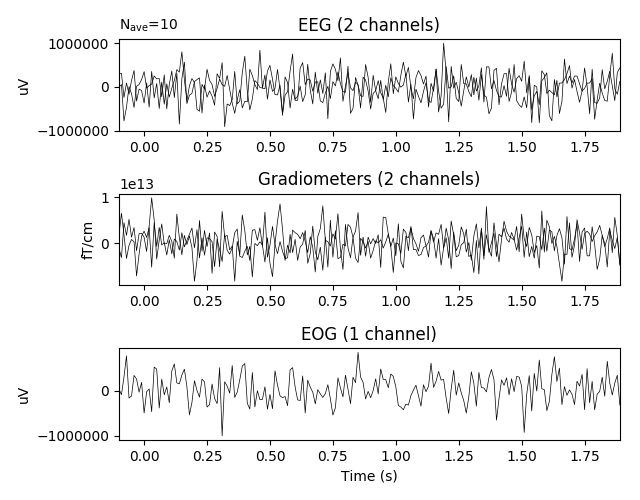 N_ave=10
EEG (2 channels)
1000000
0
−1000000
uV
0.00 0.25 0.50 0.75 1.00 1.25 1.50 1.75
1e13
Gradiometers (2 channels)
1
0
fT/cm
0.00 0.25 0.50 0.75 1.00 1.25 1.50 1.75
EOG (1 channel)
0
−1000000
uV
0.00 0.25 0.50 0.75 1.00 1.25 1.50 1.75
Time (s)